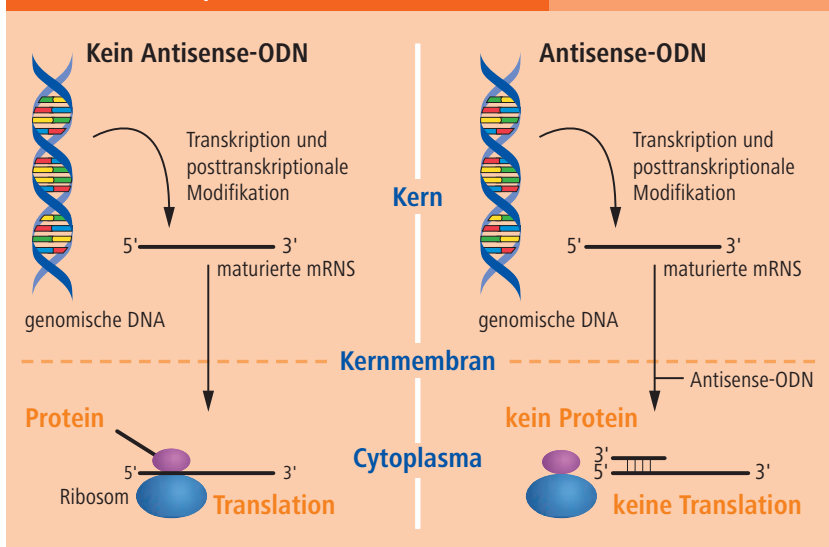 Kein Antisense-ODN
Transkription und
posttranskriptionale
Modifikation
5'
3'
maturierte mRNS
genomische DNA
Protein
5'
3'
Ribosom
Translation
Kern
Kernmembran
Cytoplasma
Antisense-ODN
Transkription und
posttranskriptionale
Modifikation
5'
3'
maturierte mRNS
genomische DNA
Antisense-ODN
kein Protein
3'
5'
3'
keine Translation